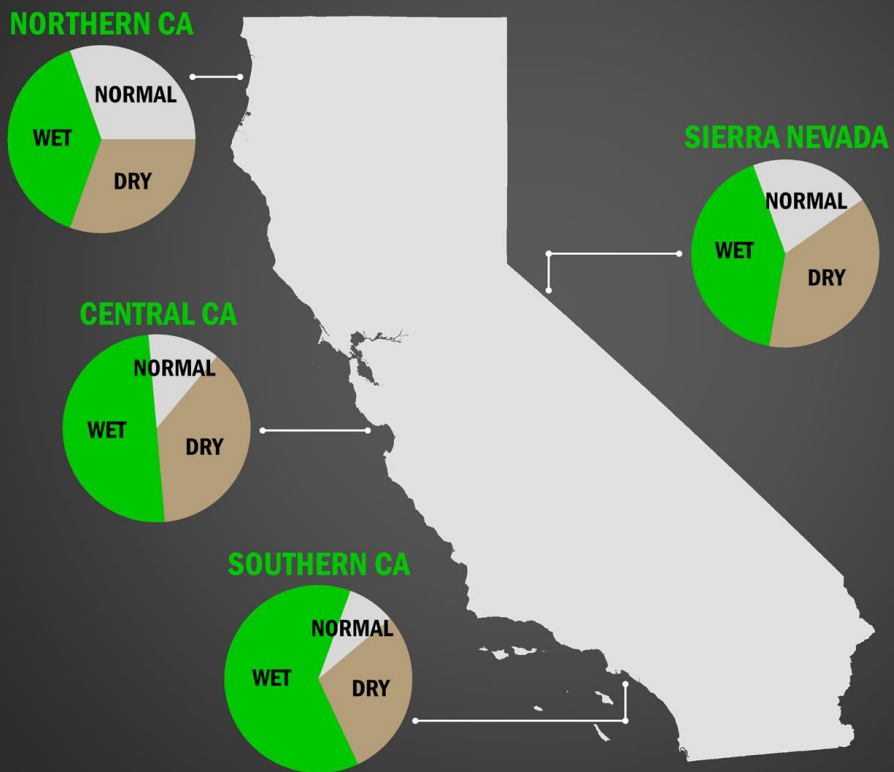 NORTHERN CA
NORMAL
WET
DRY
SIERRA NEVADA
NORMAL
WET
DRY
CENTRAL CA
NORMAL
WET
DRY
SOUTHERN CA
NORMAL
WET
DRY